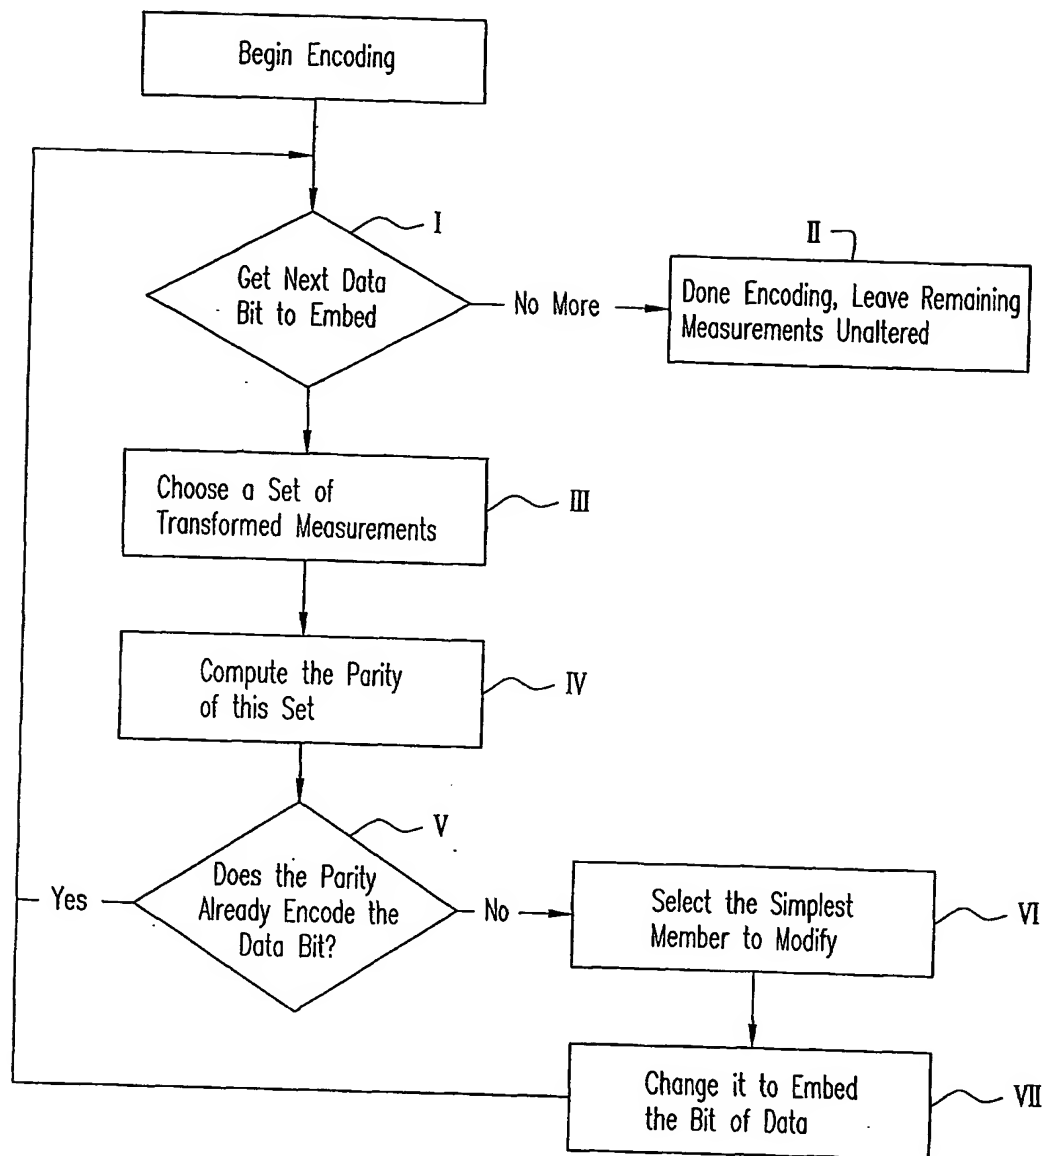 Begin Encoding
I
Get Next Data
Bit to Embed
No More
II
Done Encoding, Leave Remaining
Measurements Unaltered
Choose a Set of
Transformed Measurements
III
Compute the Parity
of this Set
IV
V
Does the Parity
Already Encode the
Data Bit?
Yes
No
Select the Simplest
Member to Modify
VI
Change it to Embed
the Bit of Data
VII